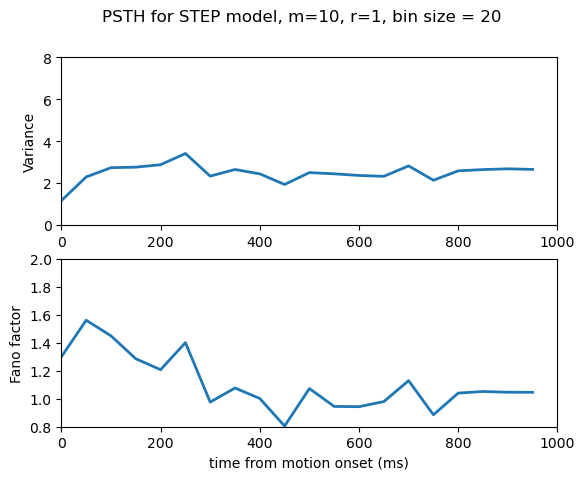 PSTH for STEP model, m=10, r=1, bin size = 20
8
6
4
2
0
Variance
0 200 400 600 800 1000
2.0
1.8
1.6
1.4
1.2
1.0
0.8
Fano factor
0 200 400 600 800 1000
time from motion onset (ms)